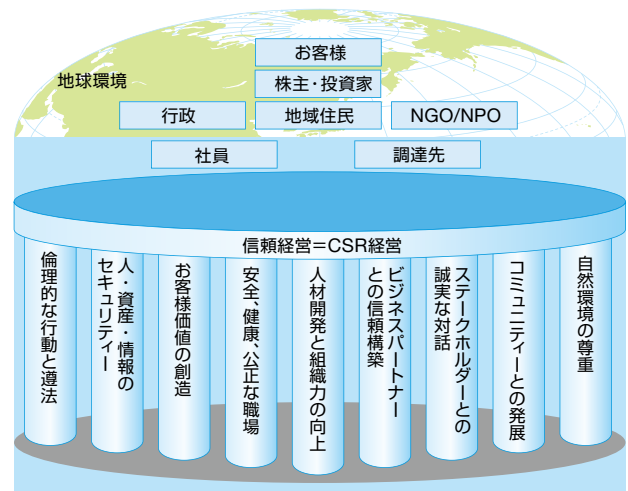 お客様
地球環境
株主・投資家
行政
地域住民
NGO/NPO
社員
調達先
信頼経営=CSR経営
倫理的な行動と遵法
人・資産・情報の
セキュリティー
お客様価値の創造
安全、健康、公正な職場
人材開発と組織力の向上
ビジネスパートナー
との信頼構築
ステークホルダーとの
誠実な対話
コミュニティーとの発展
自然環境の尊重